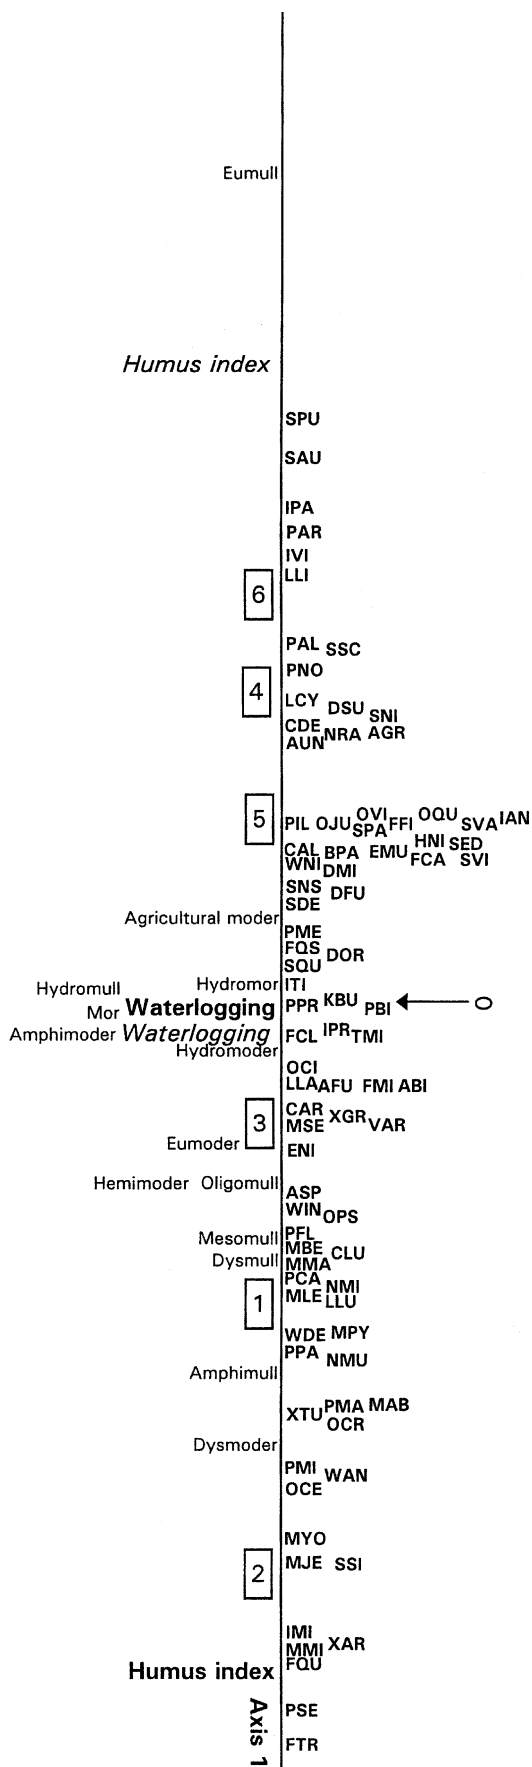 Eumull
Humus index
SPU
SAU
IPA
PAR
IVI
LLI
6
PAL SSC
PNO
4
LCY DSU SNI
CDE
AUN NRA AGR
5
PIL OJU OVI SPA FFI OQU SVA IAN
CAL BPA EMU HNI SED
WNI DMI FCA SVI
SNS DFU
SDE
Agricultural moder
PME
FQS DOR
SQU
Hydromull Hydromor ITI
Mor Waterlogging PPR KBU PBI O
Amphimoder Waterlogging FCL IPR TMI
Hydromoder
OCI
LLA AFU FMI ABI
3
CAR XGR VAR
MSE
Eumoder ENI
Hemimoder Oligomull ASP
WIN OPS
Mesomull PFL
MBE CLU
Dysmull MMA
PCA NMI
1
MLE LLU
WDE MPY
PPA NMU
Amphimull
XTU PMA MAB
OCR
Dysmoder
PMI WAN
OCE
MYO
2
MJE SSI
IMI
MMI XAR
Humus index FQU
PSE
Axis 1
FTR